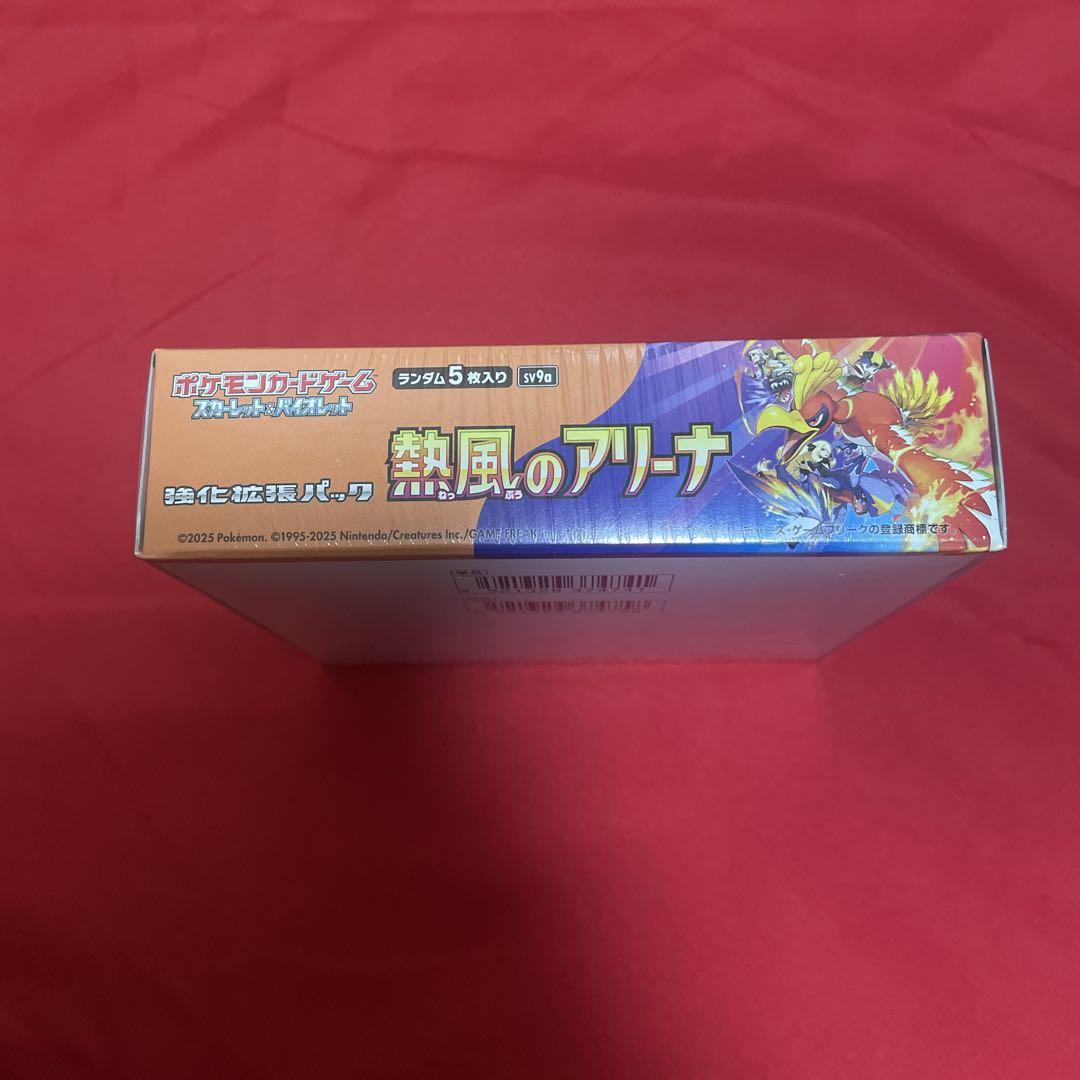 ポケモンカードゲーム
スカーレット&バイオレット
ランダム5枚入り
sv9a
強化拡張パック
熱風のアリーナ
ねっ ぷう
©2025 Pokémon. ©1995-2025 Nintendo/Creatures Inc./GAME FREAK
ゲームフリークの登録商標です。